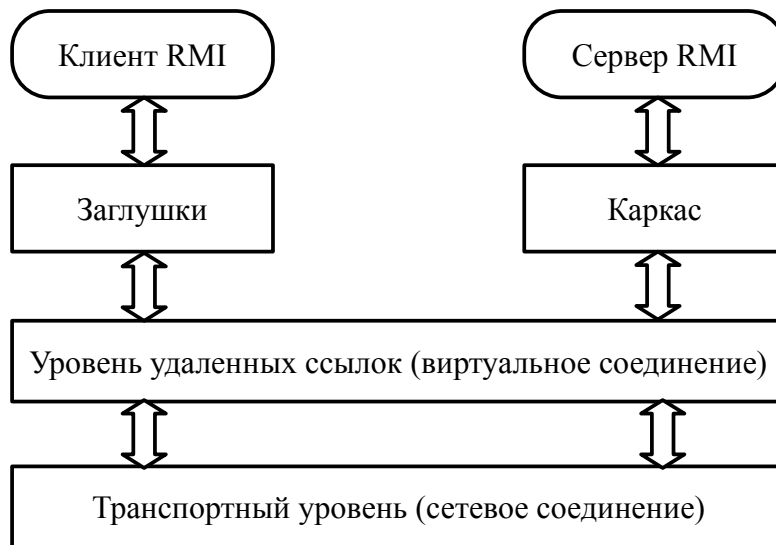 Клиент RMI
Сервер RMI
Заглушки
Каркас
Уровень удаленных ссылок (виртуальное соединение)
Транспортный уровень (сетевое соединение)